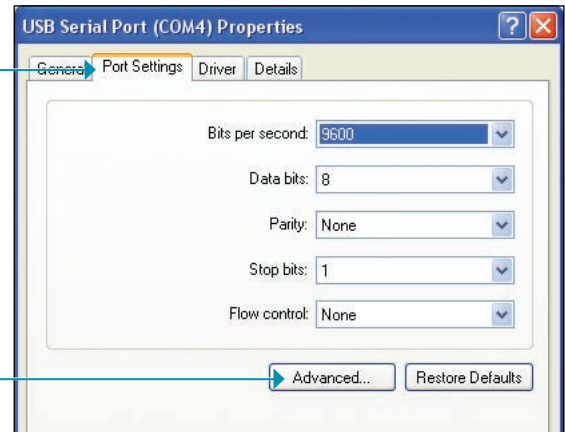 USB Serial Port (COM4) Properties
General Port Settings Driver Details
Bits per second: 9600
Data bits: 8
Parity: None
Stop bits: 1
Flow control: None
Advanced... Restore Defaults